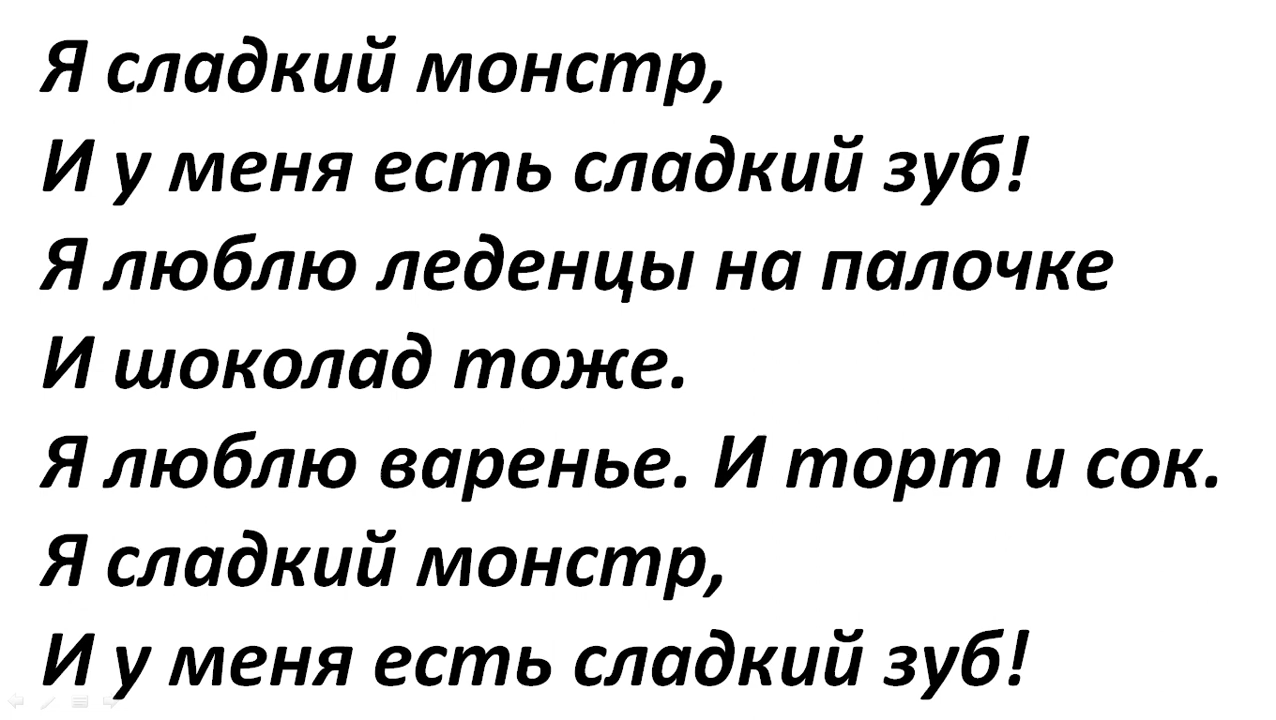 Я сладкий монстр,
И у меня есть сладкий зуб!
Я люблю леденцы на палочке
И шоколад тоже.
Я люблю варенье. И торт и сок.
Я сладкий монстр,
И у меня есть сладкий зуб!